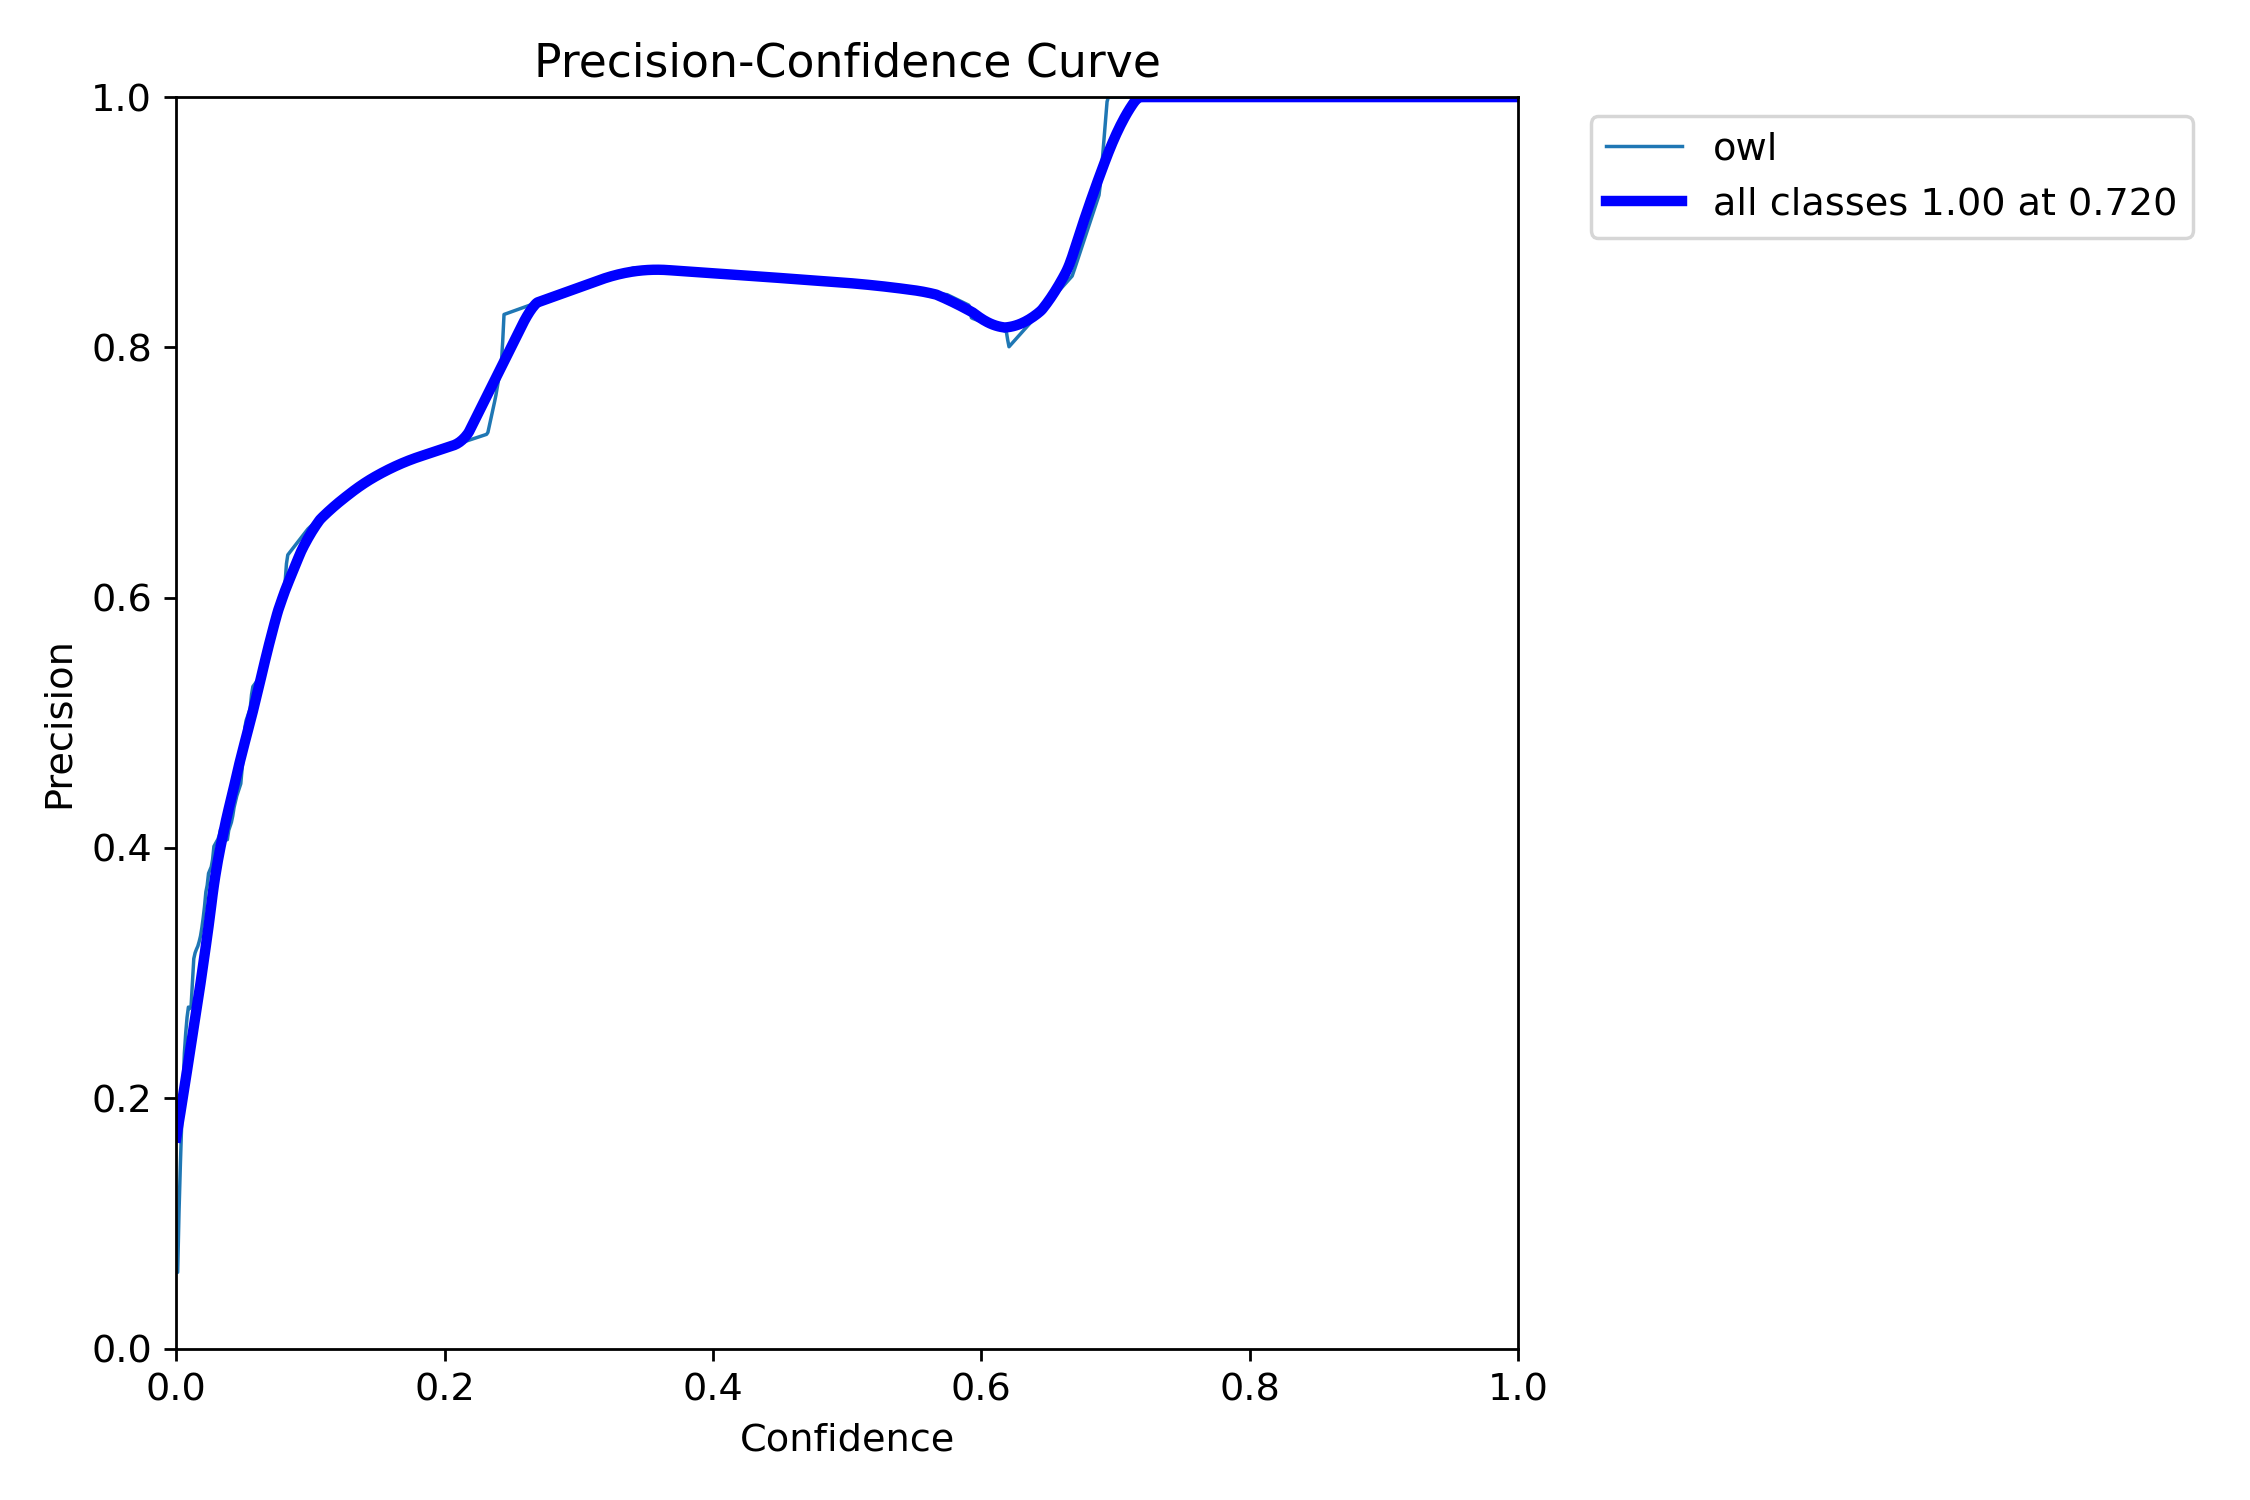 Precision-Confidence Curve
1.0
0.8
0.6
0.4
0.2
0.0
Precision
0.0 0.2 0.4 0.6 0.8 1.0
Confidence
owl
all classes 1.00 at 0.720